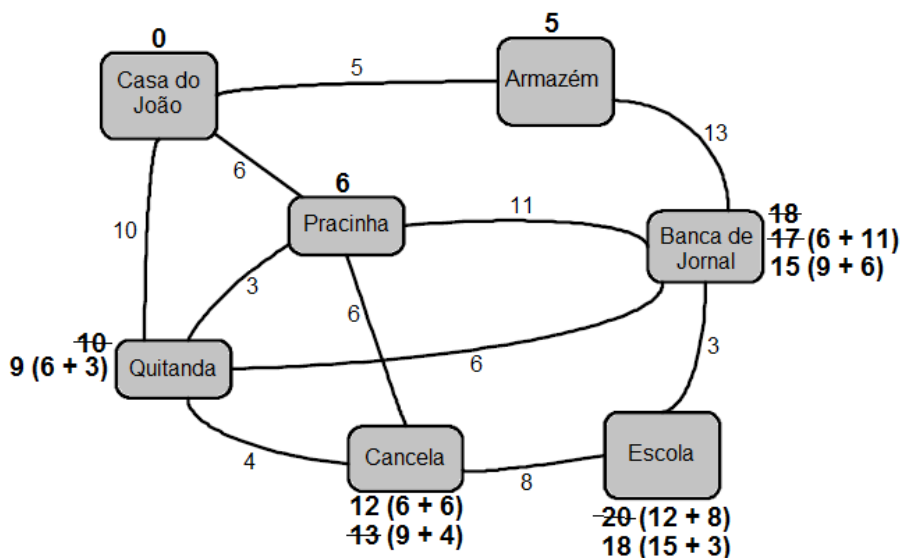 0
5
Casa do
João
5
Armazém
13
6
6
10
Pracinha
11
18
Banca de
Jornal
17 (6 + 11)
15 (9 + 6)
3
6
10
9 (6 + 3)
Quitanda
6
3
4
Cancela
8
Escola
12 (6 + 6)
13 (9 + 4)
20 (12 + 8)
18 (15 + 3)